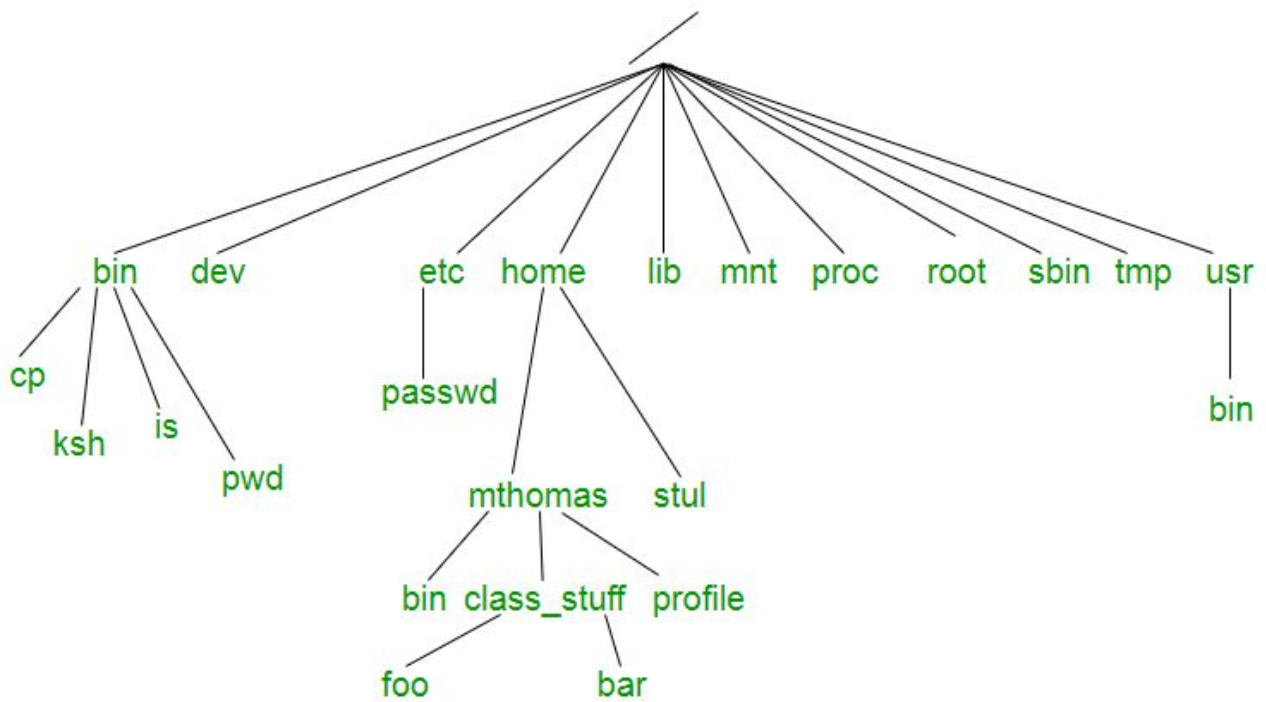 /
bin dev etc home lib mnt proc root sbin tmp usr
cp
passwd
bin
ksh
is
pwd
mthomas stul
bin class_stuff profile
foo bar